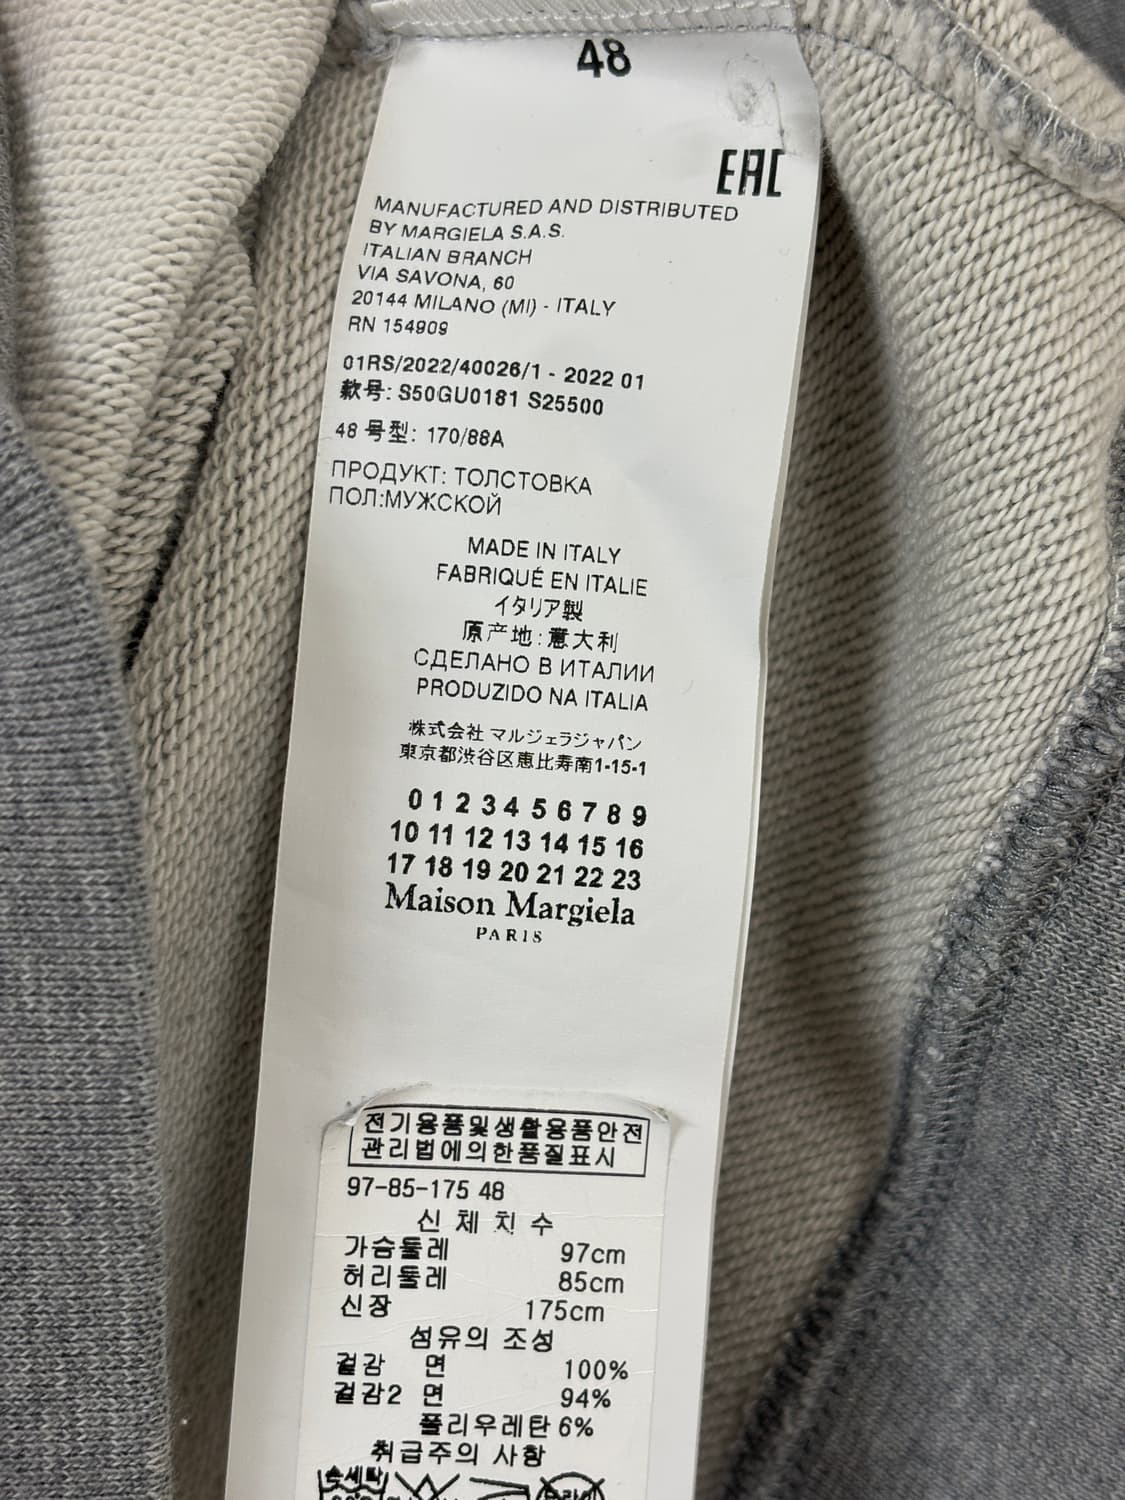 48
EAC
MANUFACTURED AND DISTRIBUTED
BY MARGIELA S.A.S.
ITALIAN BRANCH
VIA SAVONA, 60
20144 MILANO (MI) - ITALY
RN 154909
01RS/2022/40026/1 - 2022 01
款号: S50GU0181 S25500
48 号型: 170/88A
ПРОДУКТ: ТОЛСТОВКА
ПОЛ:МУЖСКОЙ
MADE IN ITALY
FABRIQUÉ EN ITALIE
イタリア製
原产地:意大利
СДЕЛАНО В ИТАЛИИ
PRODUZIDO NA ITALIA
株式会社 マルジェラジャパン
東京都渋谷区恵比寿南1-15-1
0 1 2 3 4 5 6 7 8 9
10 11 12 13 14 15 16
17 18 19 20 21 22 23
Maison Margiela
PARIS
전기용품및생활용품안전
관리법에의한품질표시
97-85-175 48
신체치수
가슴둘레 97cm
허리둘레 85cm
신장 175cm
섬유의 조성
겉감 면 100%
겉감2 면 94%
폴리우레탄 6%
취급주의 사항
손세탁